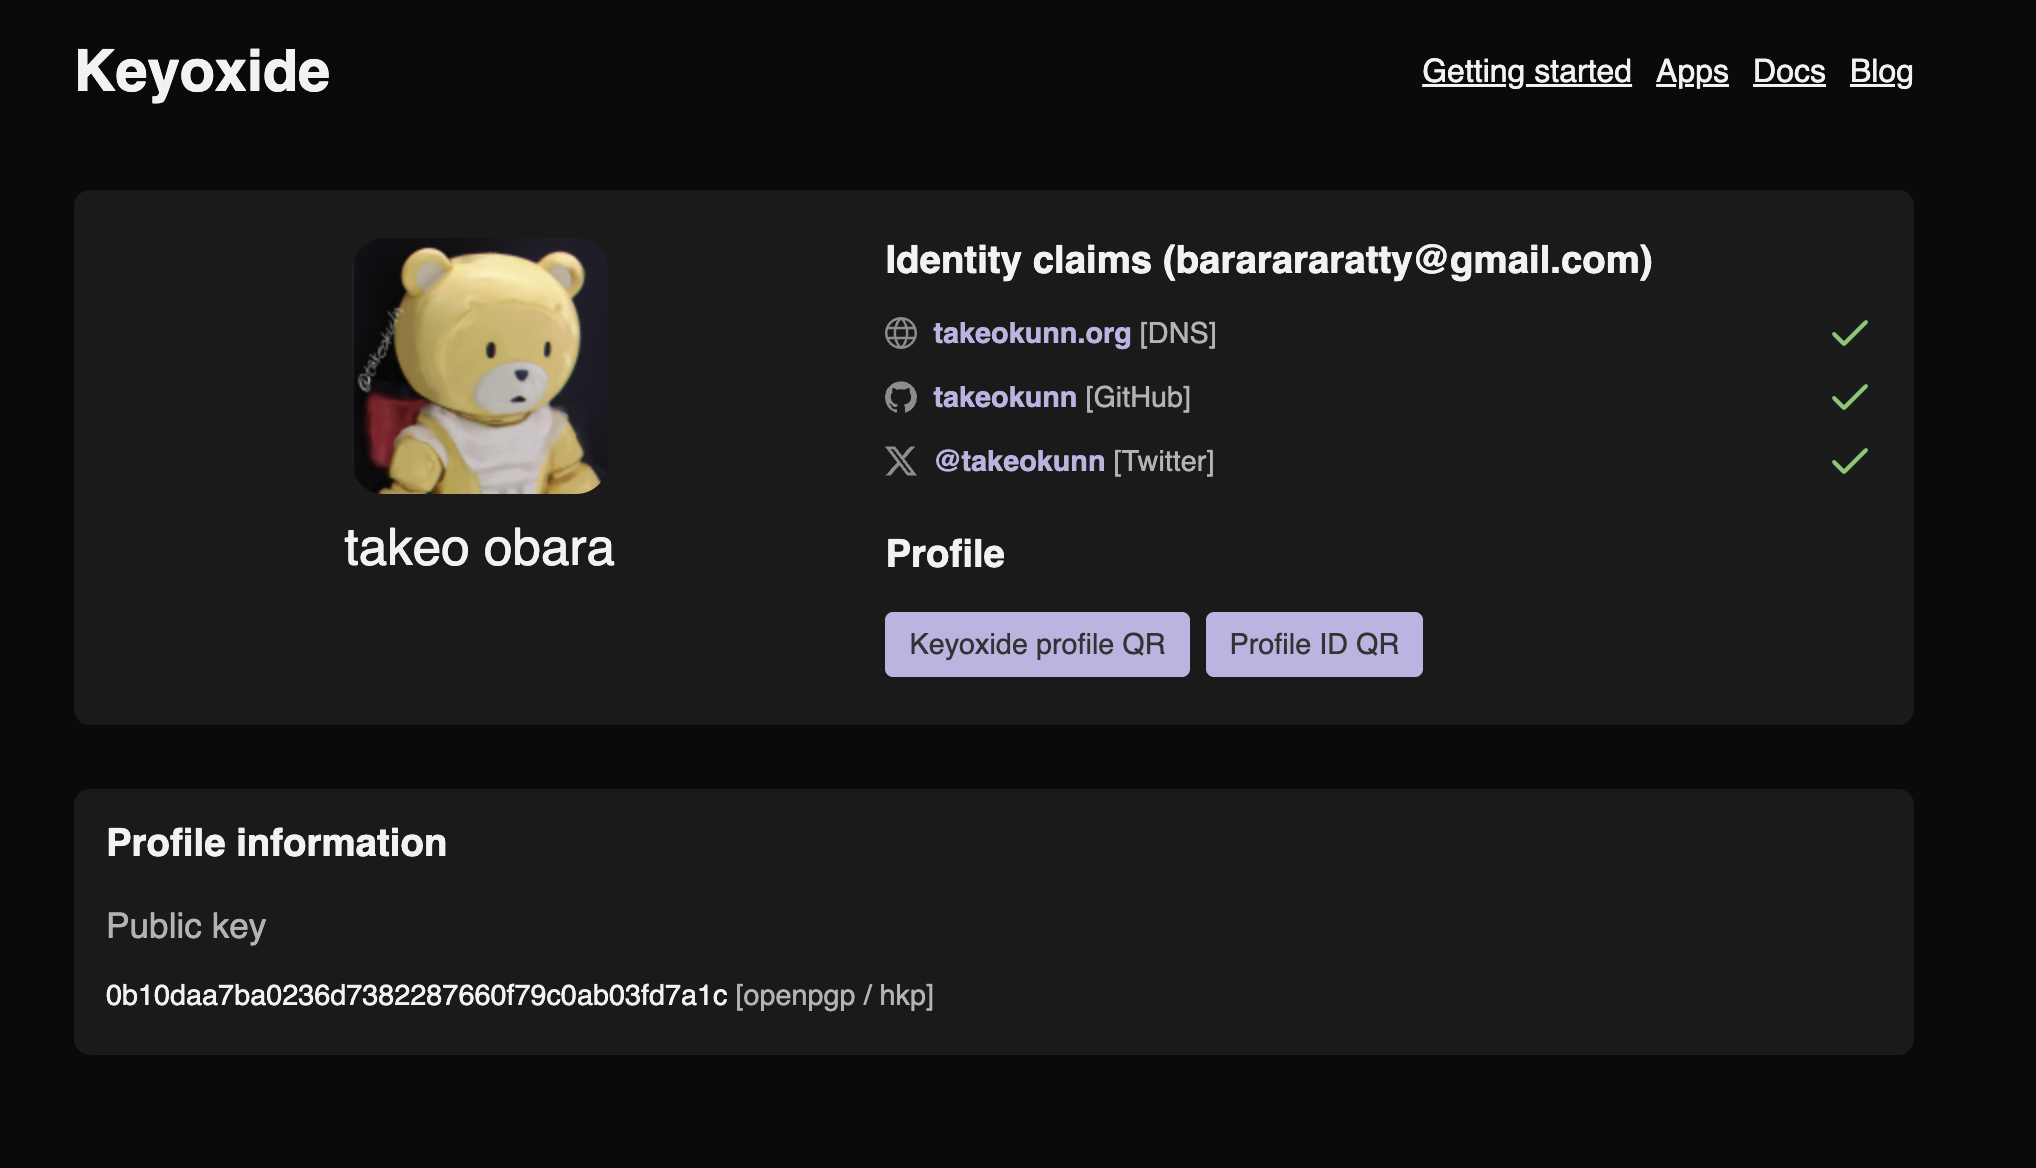 Keyoxide
Getting started Apps Docs Blog
@takeokunn
takeo obara
Identity claims (barararararatty@gmail.com)
takeokunn.org [DNS]
takeokunn [GitHub]
@takeokunn [Twitter]
Profile
Keyoxide profile QR Profile ID QR
Profile information
Public key
0b10daa7ba0236d7382287660f79c0ab03fd7a1c [openpgp / hkp]